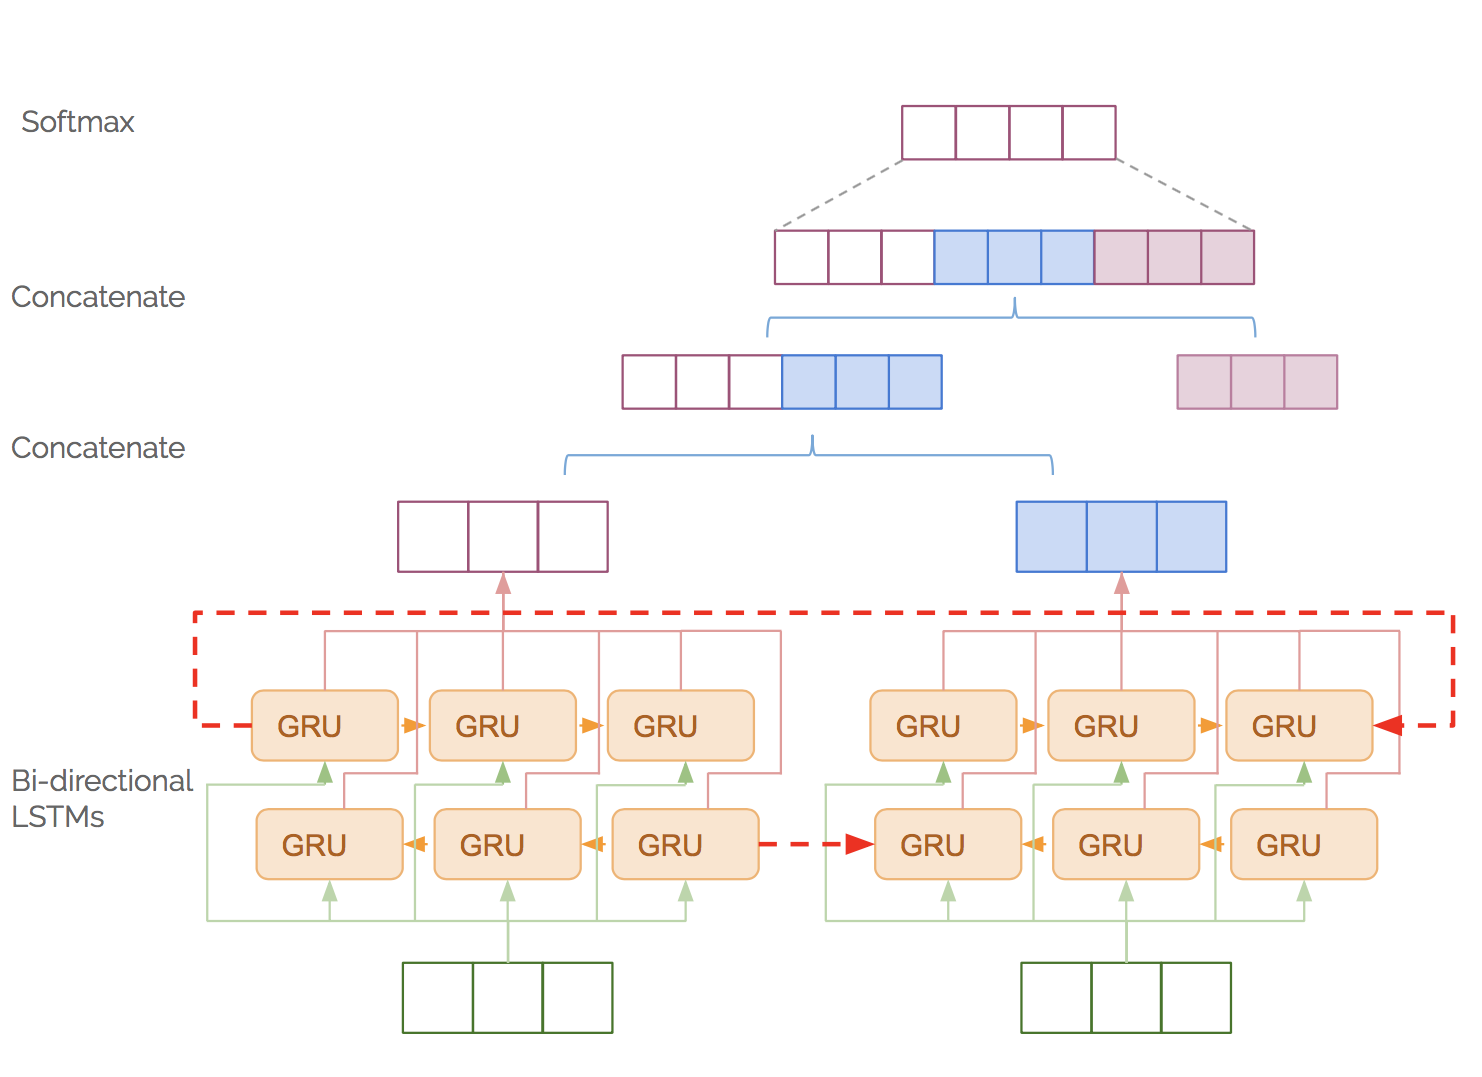 Softmax
Concatenate
Concatenate
GRU GRU GRU GRU GRU GRU
Bi-directional
LSTMs
GRU GRU GRU GRU GRU GRU